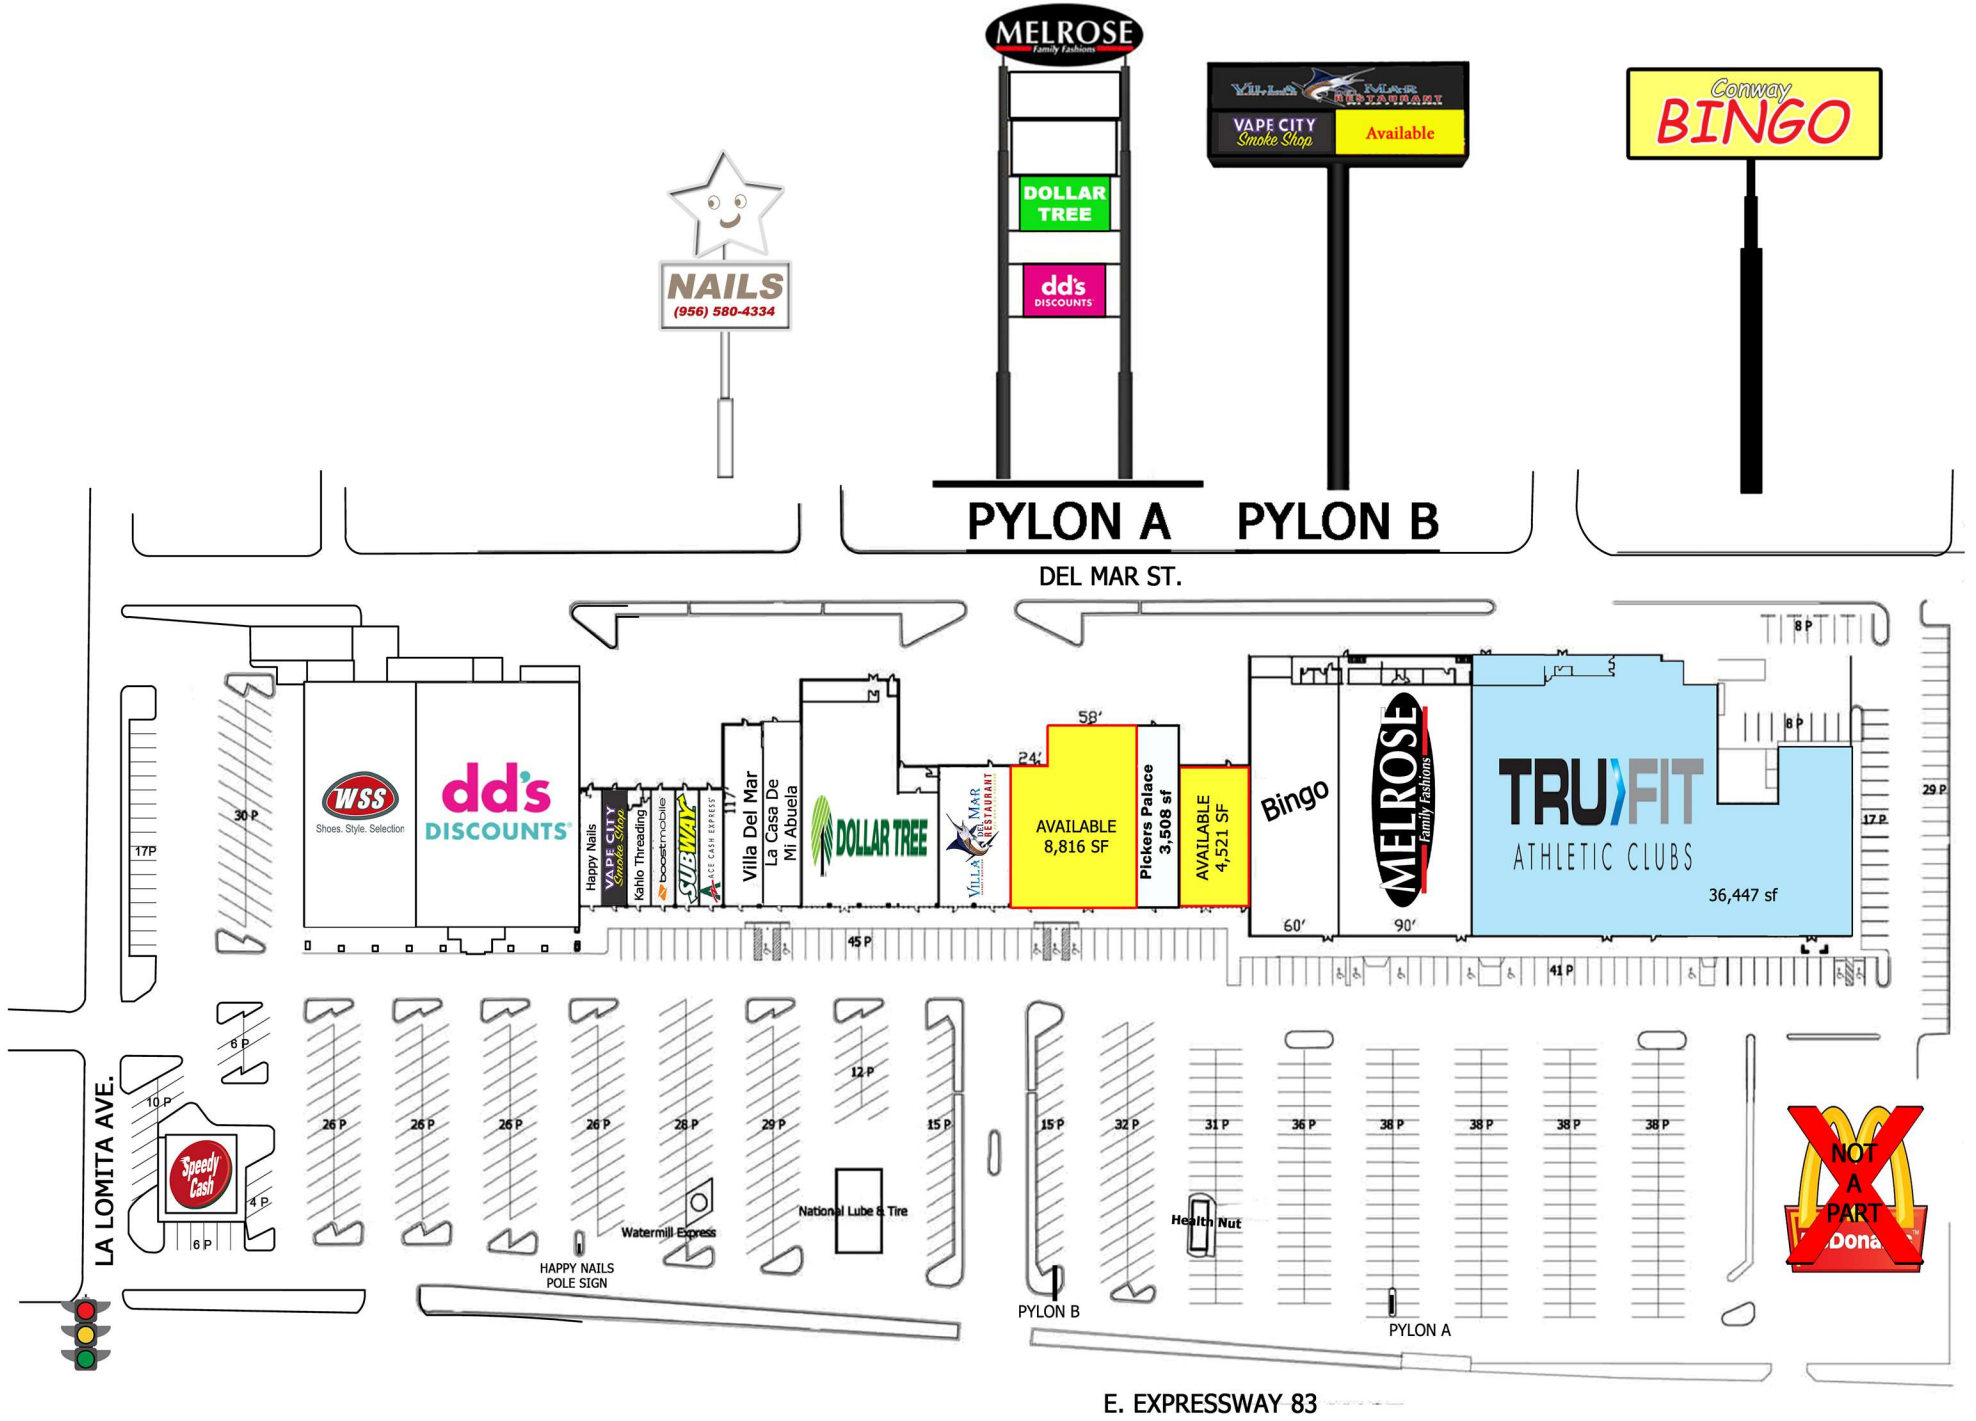 MELROSE
Family Fashions
VILLA DEL MAR
RESTAURANT
VAPE CITY
Smoke Shop
Available
Conway
BINGO
DOLLAR
TREE
dd's
DISCOUNTS
NAILS
(956) 580-4334
PYLON A
PYLON B
DEL MAR ST.
8 P
8 P
29 P
17 P
30 P
17P
WSS
Shoes. Style. Selection
dd's
DISCOUNTS
Happy Nails
VAPE CITY
Smoke Shop
Kahlo Threading
boostmobile
SUBWAY
ACE CASH EXPRESS
117'
Villa Del Mar
La Casa De
Mi Abuela
DOLLAR TREE
VILLA DEL MAR
RESTAURANT
24'
58'
AVAILABLE
8,816 SF
Pickers Palace
3,508 sf
AVAILABLE
4,521 SF
Bingo
60'
MELROSE
Family Fashions
90'
TRU FIT
ATHLETIC CLUBS
36,447 sf
45 P
41 P
6 P
10 P
Speedy
Cash
4 P
6 P
LA LOMITA AVE.
26 P
26 P
26 P
26 P
28 P
29 P
12 P
15 P
15 P
32 P
31 P
36 P
38 P
38 P
38 P
38 P
Watermill Express
National Lube & Tire
Health Nut
HAPPY NAILS
POLE SIGN
PYLON B
PYLON A
NOT
A
PART
E. EXPRESSWAY 83